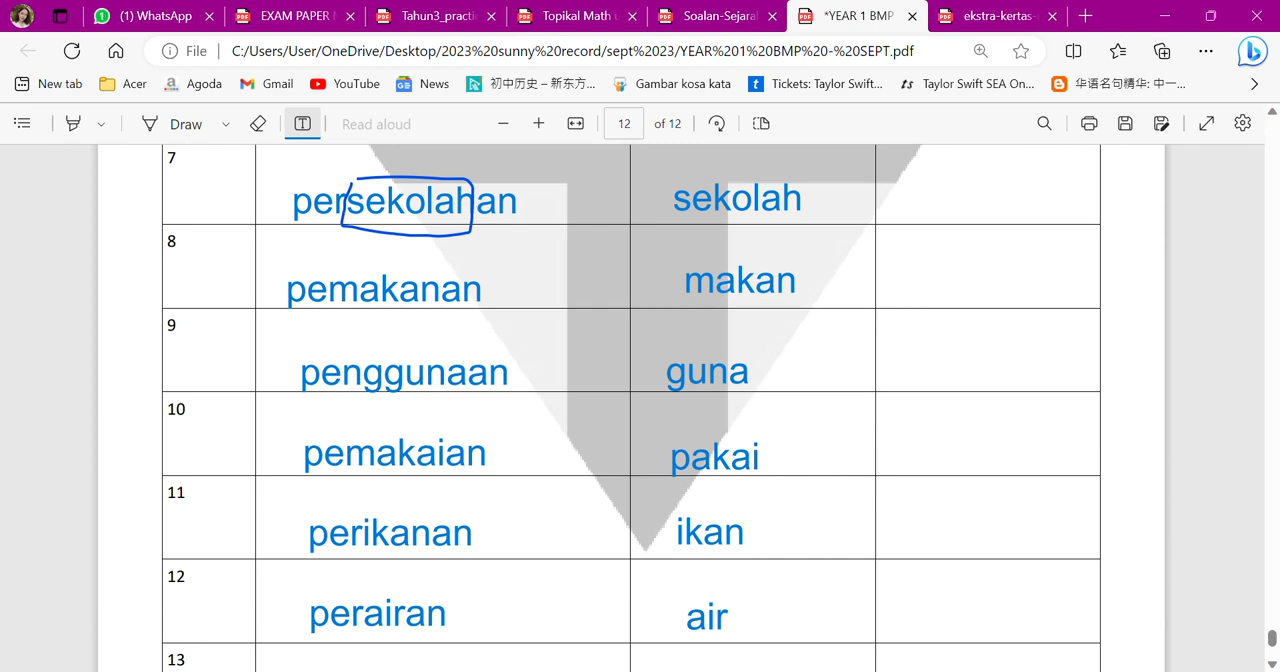 (1) WhatsApp
EXAM PAPER
Tahun3_practi
Topikal Math
Soalan-Sejara
*YEAR 1 BMP
ekstra-kertas-
File
C:/Users/User/OneDrive/Desktop/2023%20sunny%20record/sept%2023/YEAR%201%20BMP%20-%20SEPT.pdf
New tab
Acer
Agoda
Gmail
YouTube
News
初中历史 – 新东方...
Gambar kosa kata
Tickets: Taylor Swift...
Taylor Swift SEA On...
华语名句精华: 中一...
Draw
Read aloud
12
of 12
7
persekolahan
sekolah
8
pemakanan
makan
9
penggunaan
guna
10
pemakaian
pakai
11
perikanan
ikan
12
perairan
air
13